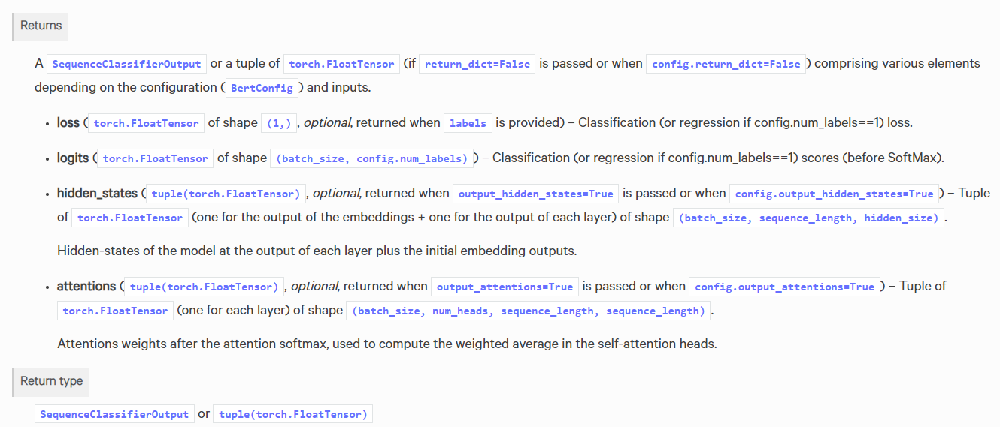 Returns
A SequenceClassifierOutput or a tuple of torch.FloatTensor (if return_dict=False is passed or when config.return_dict=False ) comprising various elements
depending on the configuration ( BertConfig ) and inputs.
• loss ( torch.FloatTensor of shape (1,) , optional, returned when labels is provided) – Classification (or regression if config.num_labels==1) loss.
• logits ( torch.FloatTensor of shape (batch_size, config.num_labels) ) – Classification (or regression if config.num_labels==1) scores (before SoftMax).
• hidden_states ( tuple(torch.FloatTensor) , optional, returned when output_hidden_states=True is passed or when config.output_hidden_states=True ) – Tuple
of torch.FloatTensor (one for the output of the embeddings + one for the output of each layer) of shape (batch_size, sequence_length, hidden_size) .
Hidden-states of the model at the output of each layer plus the initial embedding outputs.
• attentions ( tuple(torch.FloatTensor) , optional, returned when output_attentions=True is passed or when config.output_attentions=True ) – Tuple of
torch.FloatTensor (one for each layer) of shape (batch_size, num_heads, sequence_length, sequence_length) .
Attentions weights after the attention softmax, used to compute the weighted average in the self-attention heads.
Return type
SequenceClassifierOutput or tuple(torch.FloatTensor)